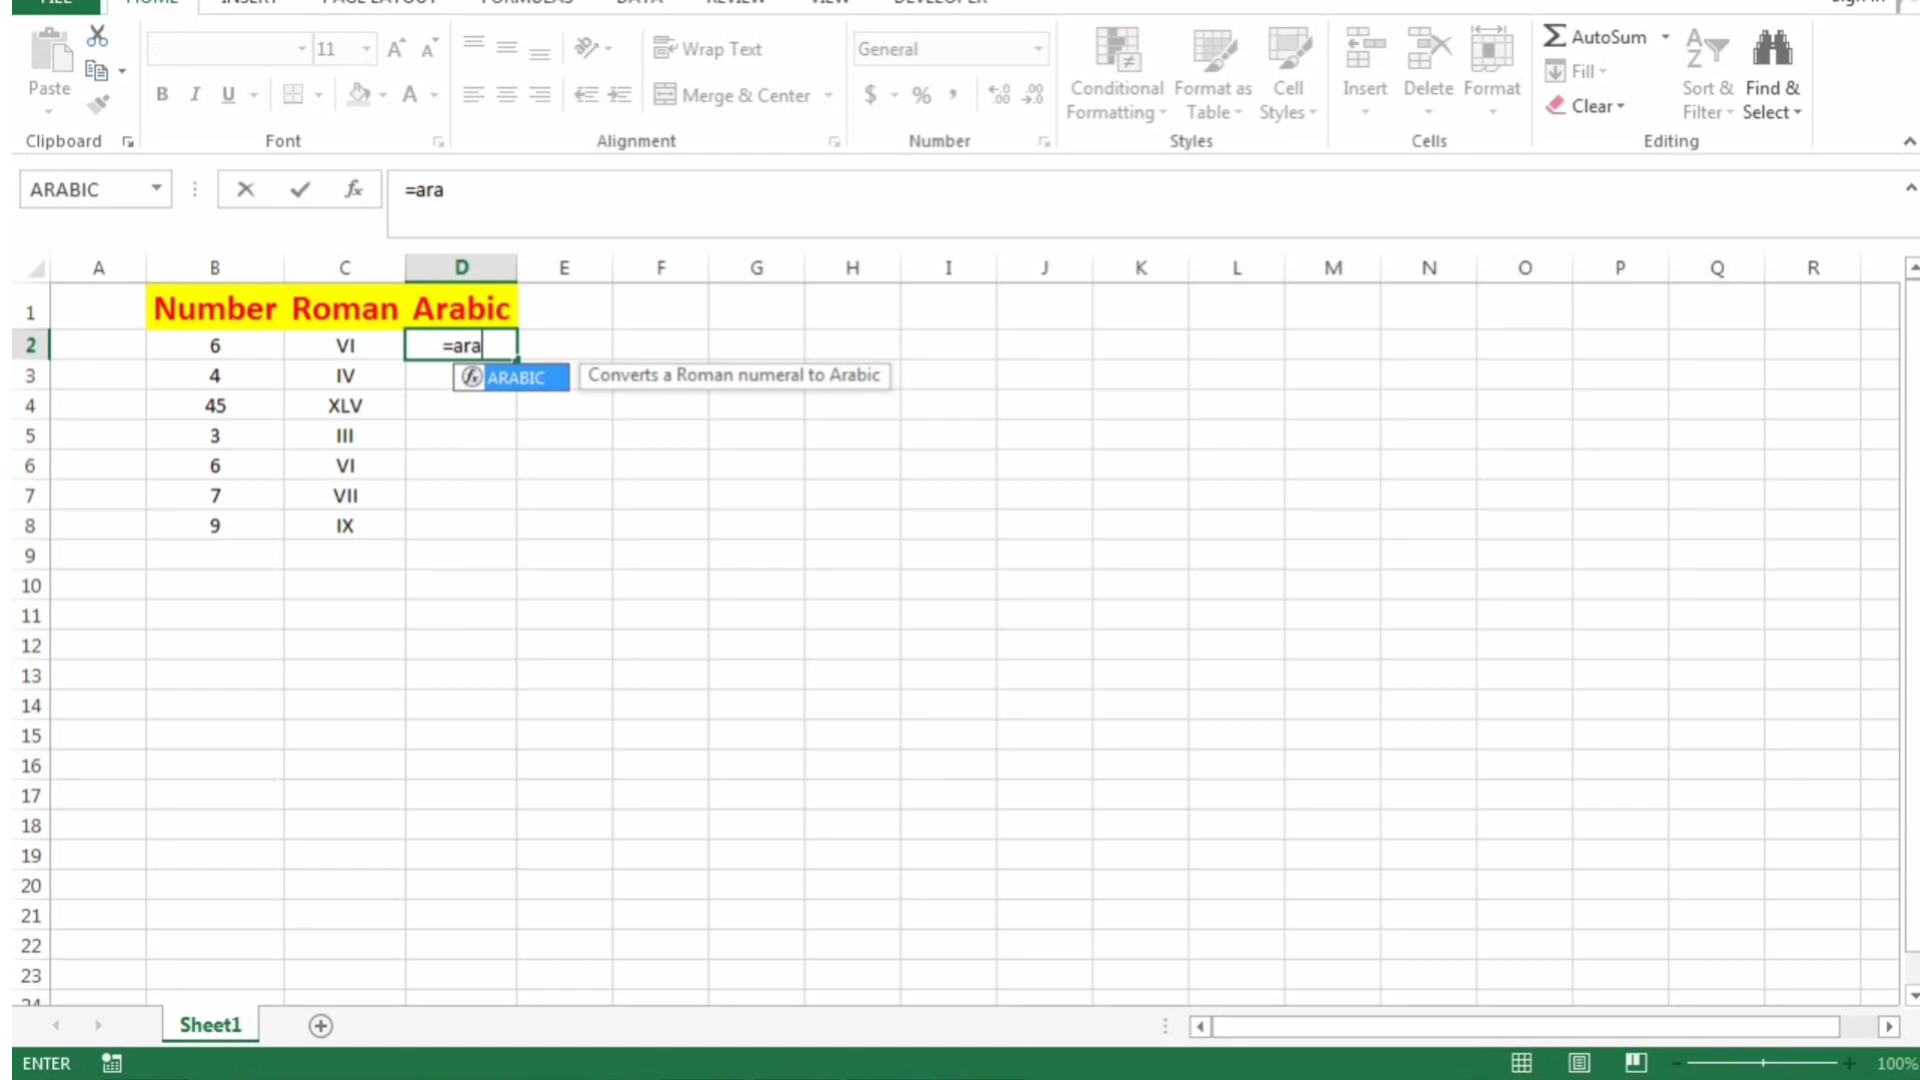 FILE HOME INSERT PAGE LAYOUT FORMULAS DATA REVIEW VIEW DEVELOPER Sign in
11 Wrap Text General AutoSum
Fill
Paste Conditional Format as Cell Insert Delete Format Sort & Find &
B I U A Merge & Center $ % , Formatting Table Styles Clear Filter Select
Clipboard Font Alignment Number Styles Cells Editing
ARABIC fx =ara
A B C D E F G H I J K L M N O P Q R
1 Number Roman Arabic
2 6 VI =ara
ARABIC Converts a Roman numeral to Arabic
3 4 IV
4 45 XLV
5 3 III
6 6 VI
7 7 VII
8 9 IX
9
10
11
12
13
14
15
16
17
18
19
20
21
22
23
24
Sheet1
ENTER 100%